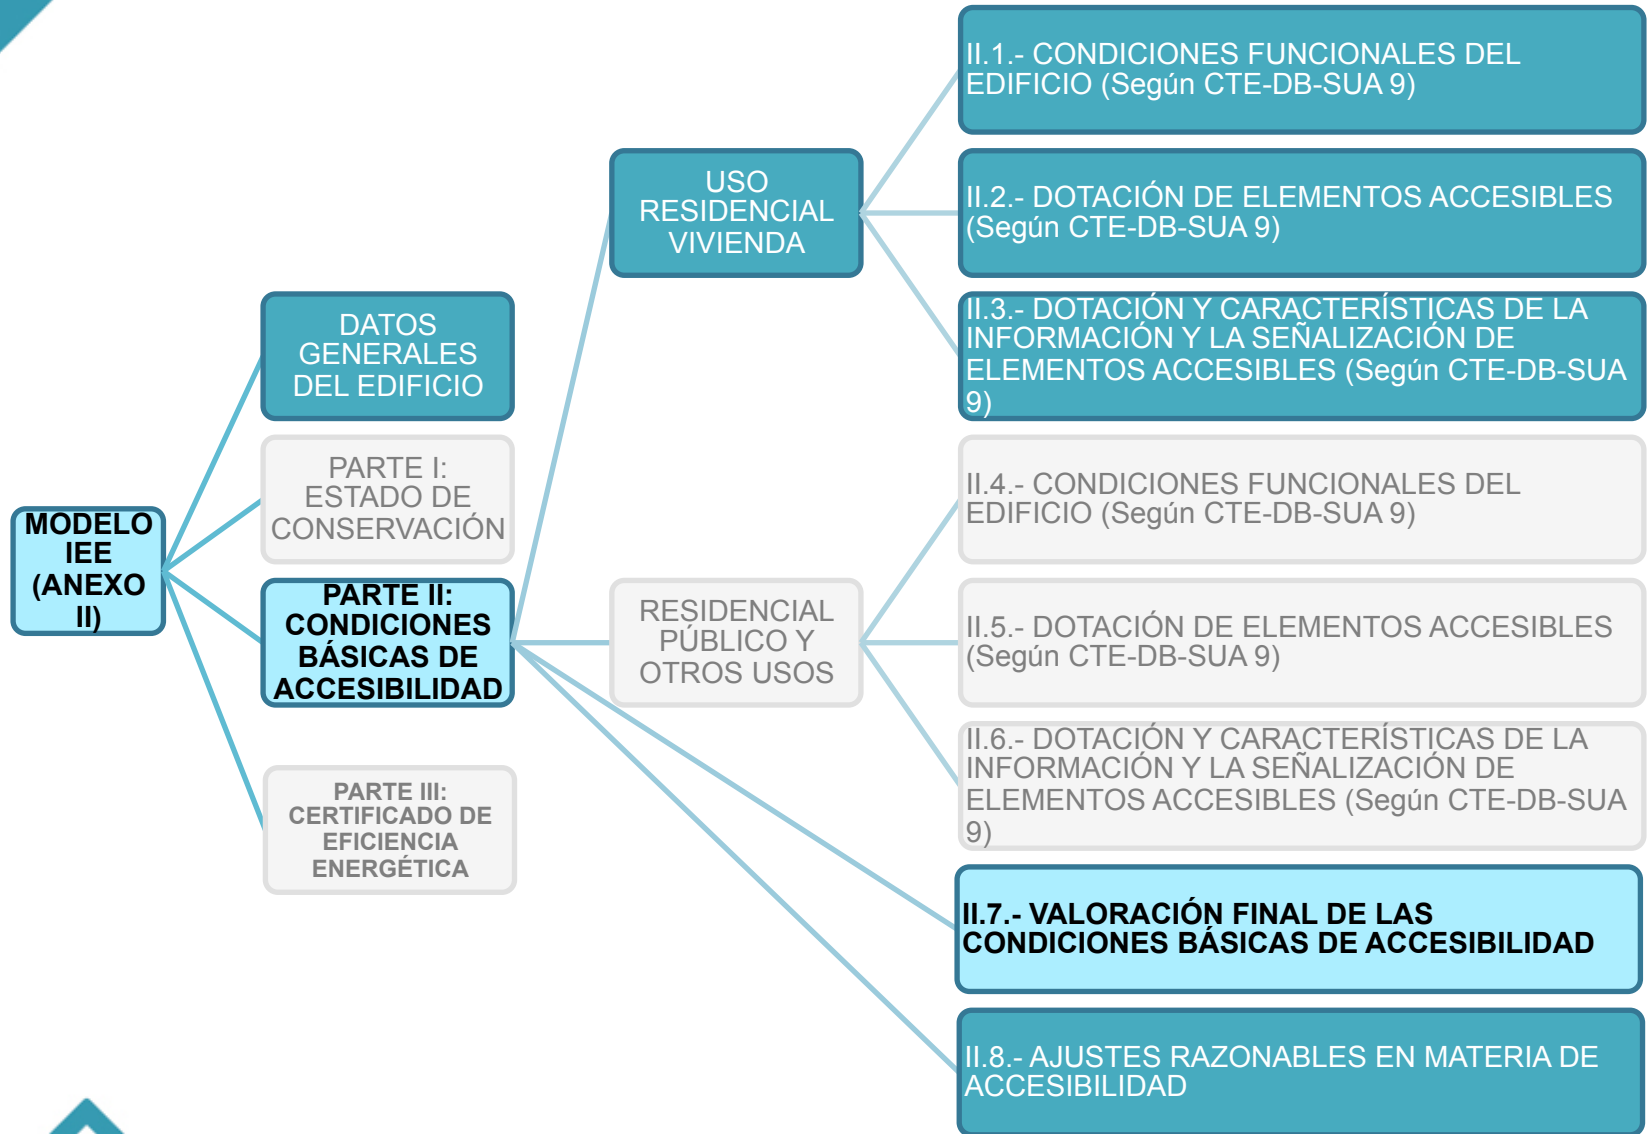 MODELO
IEE
(ANEXO
II)
DATOS
GENERALES
DEL EDIFICIO
PARTE I:
ESTADO DE
CONSERVACIÓN
PARTE II:
CONDICIONES
BÁSICAS DE
ACCESIBILIDAD
PARTE III:
CERTIFICADO DE
EFICIENCIA
ENERGÉTICA
USO
RESIDENCIAL
VIVIENDA
RESIDENCIAL
PÚBLICO Y
OTROS USOS
II.1.- CONDICIONES FUNCIONALES DEL
EDIFICIO (Según CTE-DB-SUA 9)
II.2.- DOTACIÓN DE ELEMENTOS ACCESIBLES
(Según CTE-DB-SUA 9)
II.3.- DOTACIÓN Y CARACTERÍSTICAS DE LA
INFORMACIÓN Y LA SEÑALIZACIÓN DE
ELEMENTOS ACCESIBLES (Según CTE-DB-SUA
9)
II.4.- CONDICIONES FUNCIONALES DEL
EDIFICIO (Según CTE-DB-SUA 9)
II.5.- DOTACIÓN DE ELEMENTOS ACCESIBLES
(Según CTE-DB-SUA 9)
II.6.- DOTACIÓN Y CARACTERÍSTICAS DE LA
INFORMACIÓN Y LA SEÑALIZACIÓN DE
ELEMENTOS ACCESIBLES (Según CTE-DB-SUA
9)
II.7.- VALORACIÓN FINAL DE LAS
CONDICIONES BÁSICAS DE ACCESIBILIDAD
II.8.- AJUSTES RAZONABLES EN MATERIA DE
ACCESIBILIDAD